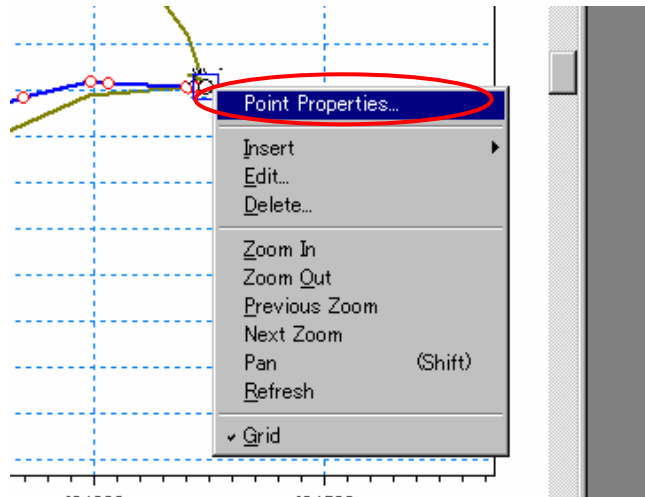 Point Properties...
Insert
Edit...
Delete...
Zoom In
Zoom Out
Previous Zoom
Next Zoom
Pan (Shift)
Refresh
Grid